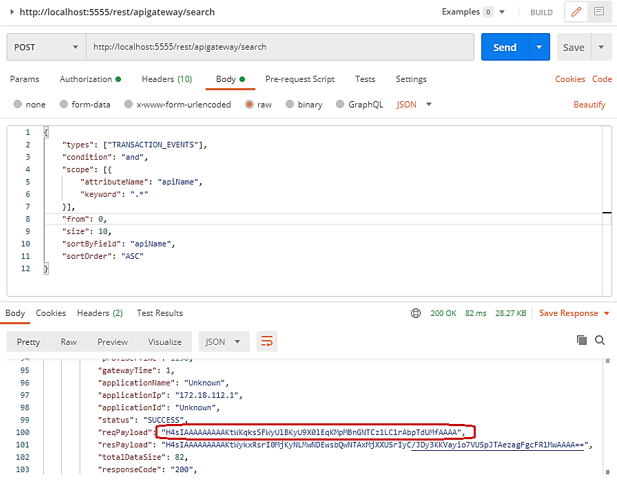 http://localhost:5555/rest/apigateway/search
Examples 0 BUILD
POST http://localhost:5555/rest/apigateway/search Send Save
Params Authorization Headers (10) Body Pre-request Script Tests Settings Cookies Code
none form-data x-www-form-urlencoded raw binary GraphQL JSON Beautify
1 {
2 "types": ["TRANSACTION_EVENTS"],
3 "condition": "and",
4 "scope": [{
5 "attributeName": "apiName",
6 "keyword": ".*"
7 }],
8 "from": 0,
9 "size": 10,
10 "sortByField": "apiName",
11 "sortOrder": "ASC"
12 }
Body Cookies Headers (2) Test Results 200 OK 82 ms 28.27 KB Save Response
Pretty Raw Preview Visualize JSON
94 "providerTime":
95 "gatewayTime": 1,
96 "applicationName": "Unknown",
97 "applicationIp": "172.18.112.1",
98 "applicationId": "Unknown",
99 "status": "SUCCESS",
100 "reqPayload":
101 "resPayload":
102 "totalDataSize": 82,
103 "responseCode": "200",